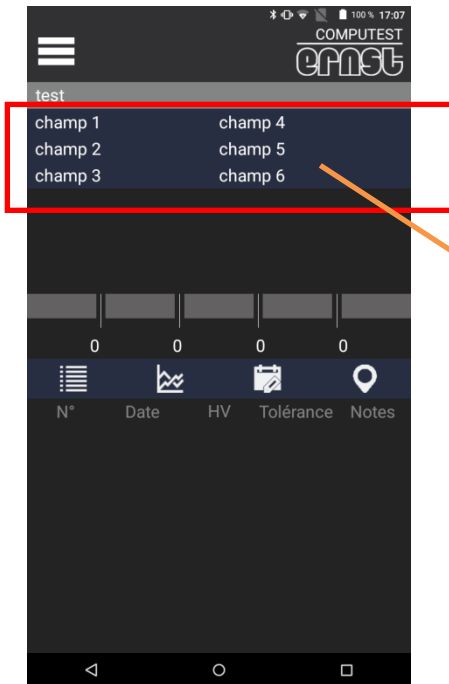 100 % 17:07
COMPUTEST
ernst
test
champ 1 champ 4
champ 2 champ 5
champ 3 champ 6
0 0 0 0
N° Date HV Tolérance Notes